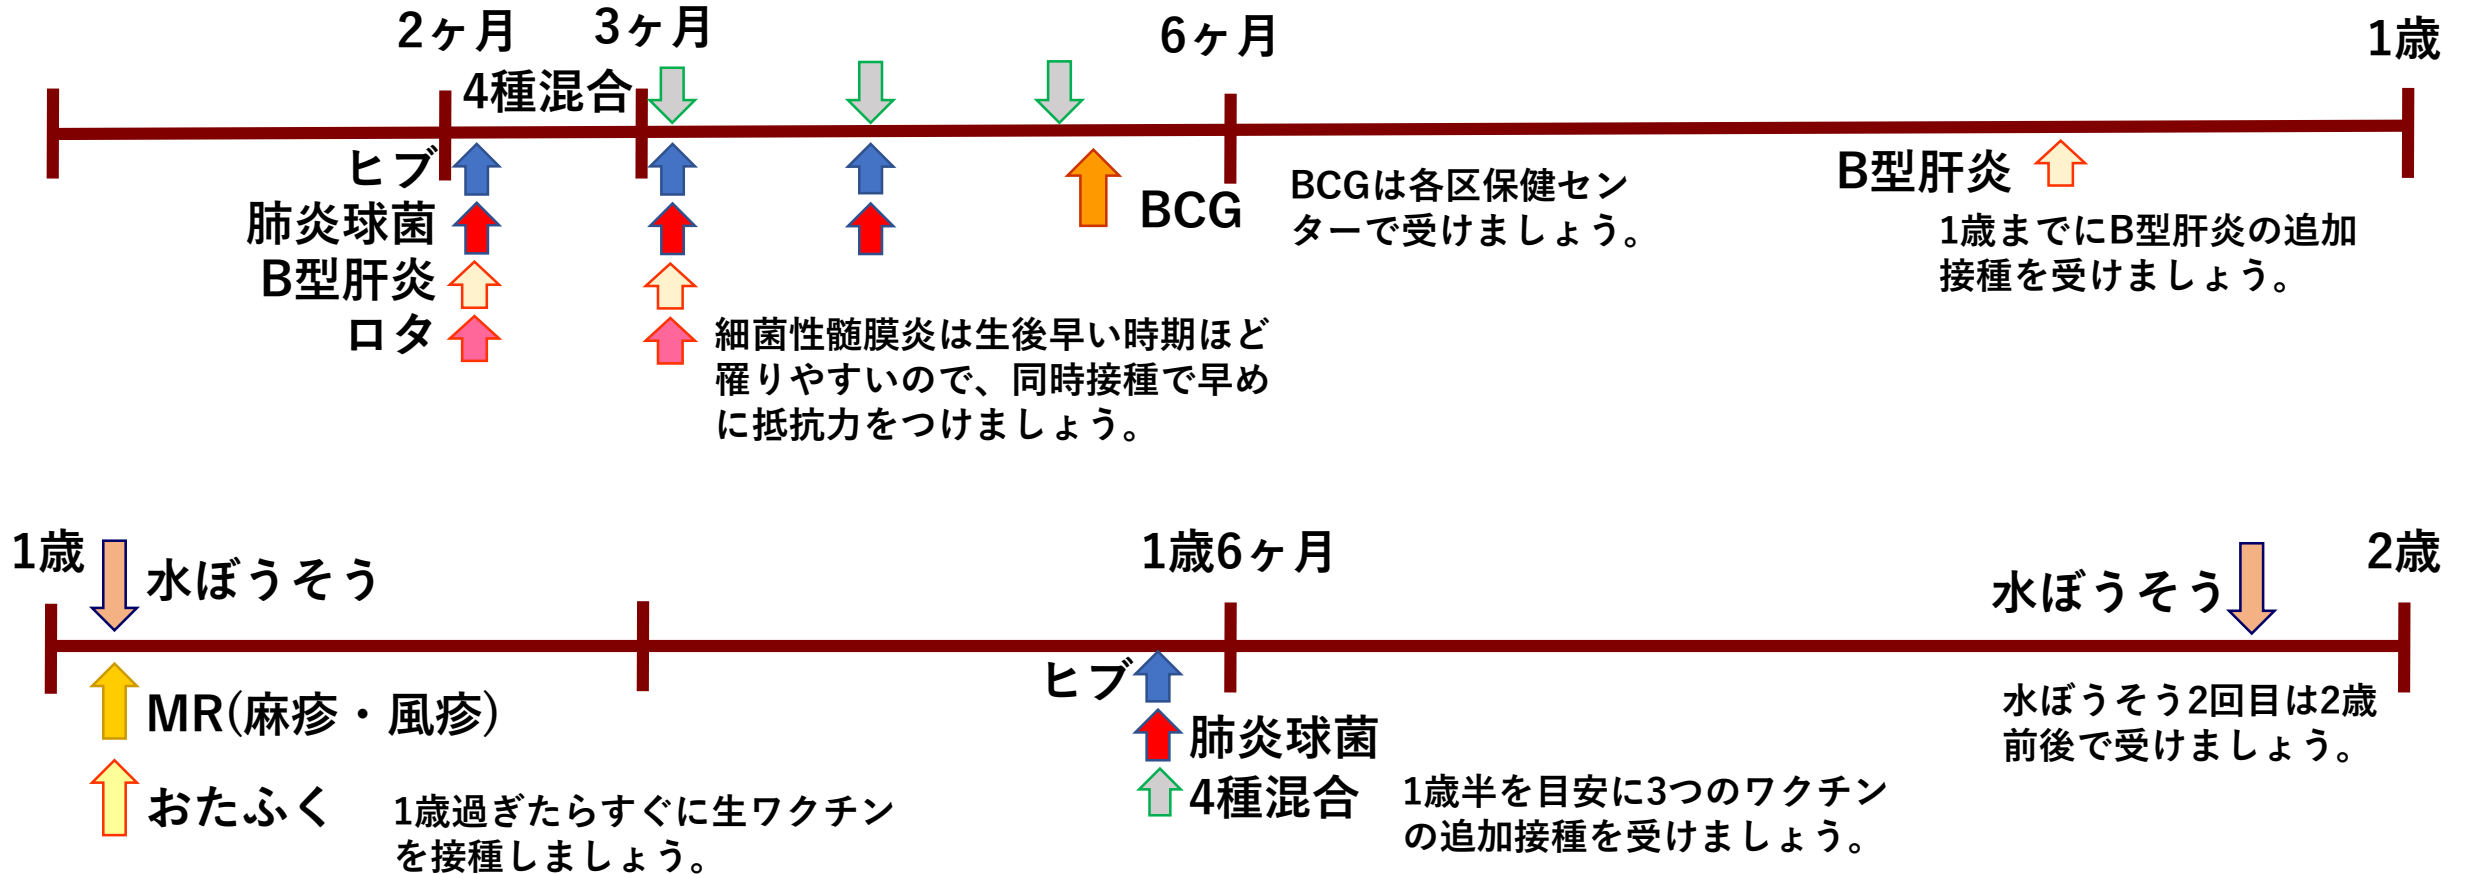 2ヶ月
3ヶ月
6ヶ月
1歳
4種混合
ヒブ
肺炎球菌
B型肝炎
ロタ
BCG
BCGは各区保健セン
ターで受けましょう。
B型肝炎
1歳までにB型肝炎の追加
接種を受けましょう。
細菌性髄膜炎は生後早い時期ほど
罹りやすいので、同時接種で早め
に抵抗力をつけましょう。
1歳
水ぼうそう
1歳6ヶ月
水ぼうそう
2歳
MR(麻疹・風疹)
おたふく
1歳過ぎたらすぐに生ワクチン
を接種しましょう。
ヒブ
肺炎球菌
4種混合
1歳半を目安に3つのワクチン
の追加接種を受けましょう。
水ぼうそう2回目は2歳
前後で受けましょう。